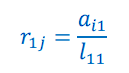 r₁ⱼ = aᵢ₁ / l₁₁